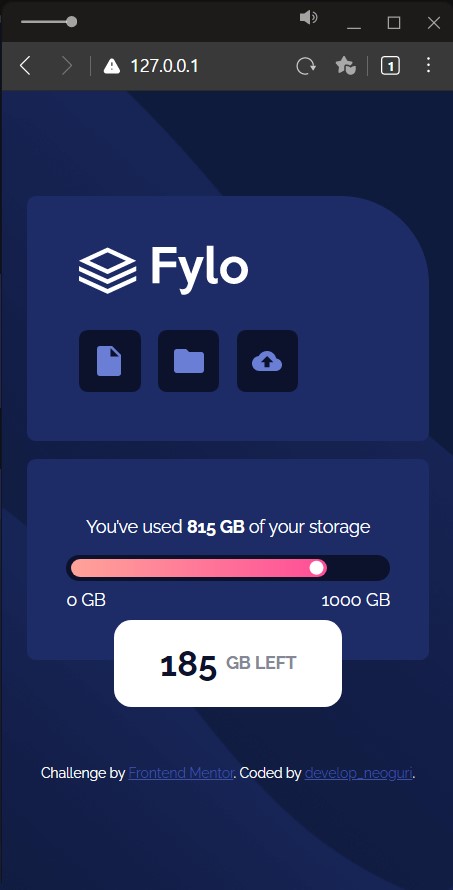 127.0.0.1
1
Fylo
You've used 815 GB of your storage
0 GB 1000 GB
185 GB LEFT
Challenge by Frontend Mentor. Coded by develop_neoguri.